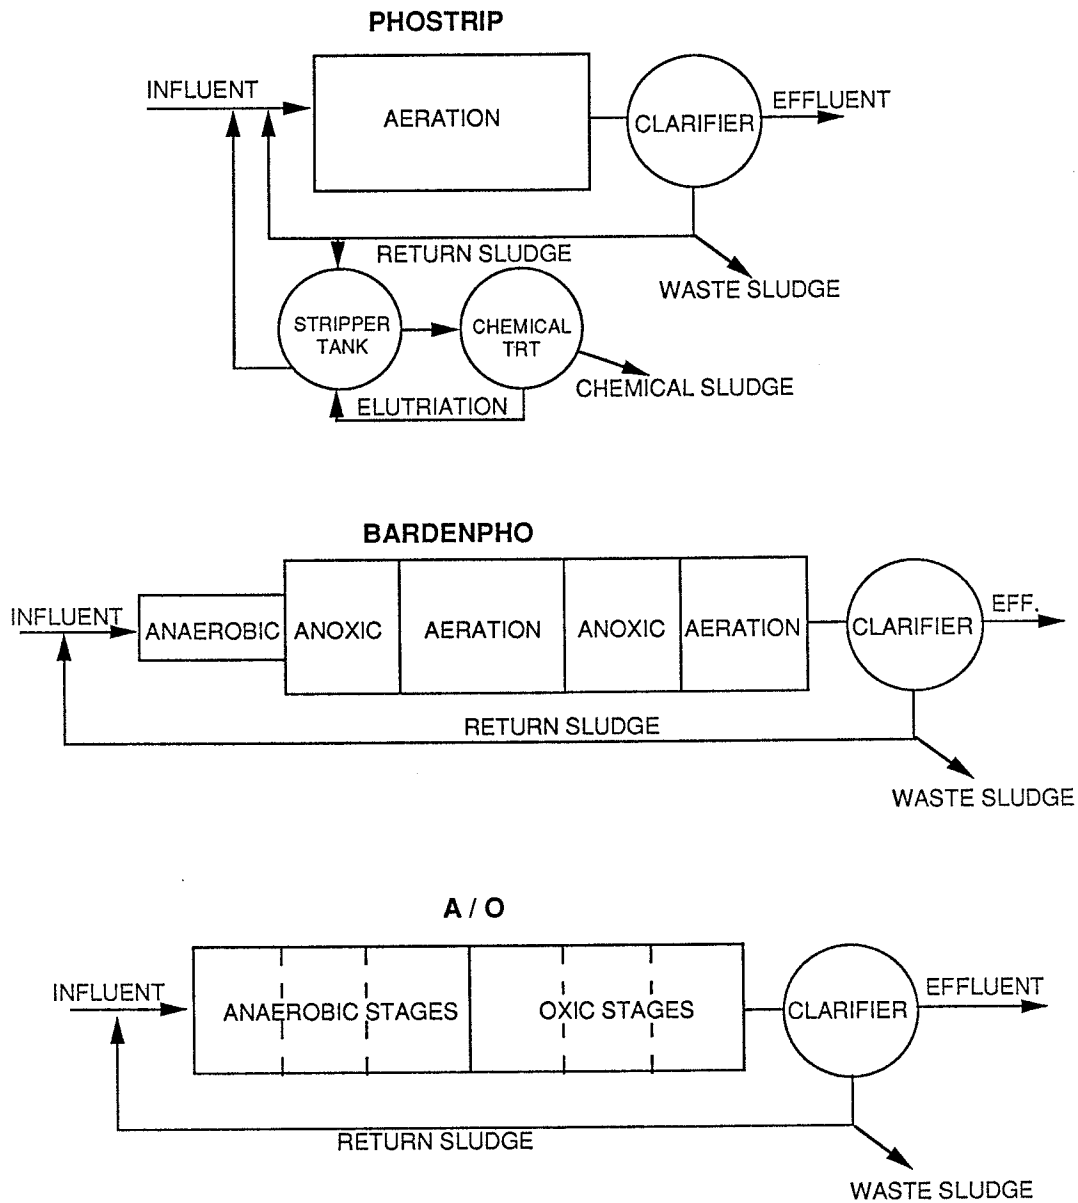 PHOSTRIP
INFLUENT
AERATION
CLARIFIER
EFFLUENT
RETURN SLUDGE
WASTE SLUDGE
STRIPPER
TANK
CHEMICAL
TRT
CHEMICAL SLUDGE
ELUTRIATION
BARDENPHO
INFLUENT
ANAEROBIC
ANOXIC
AERATION
ANOXIC
AERATION
CLARIFIER
EFF.
RETURN SLUDGE
WASTE SLUDGE
A / O
INFLUENT
ANAEROBIC STAGES
OXIC STAGES
CLARIFIER
EFFLUENT
RETURN SLUDGE
WASTE SLUDGE